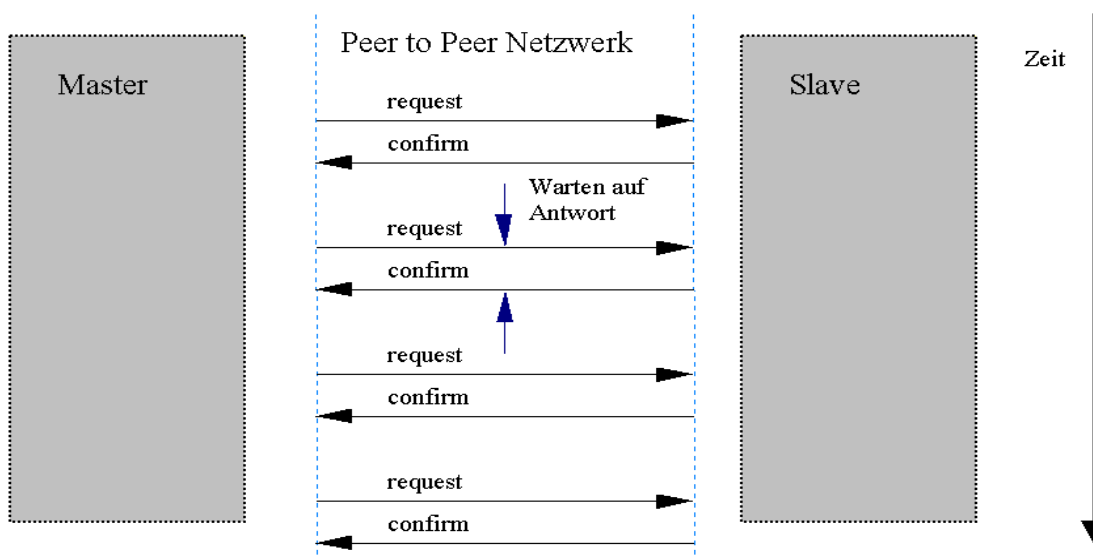 Peer to Peer Netzwerk
Master
Slave
Zeit
request
confirm
Warten auf
Antwort
request
confirm
request
confirm
request
confirm